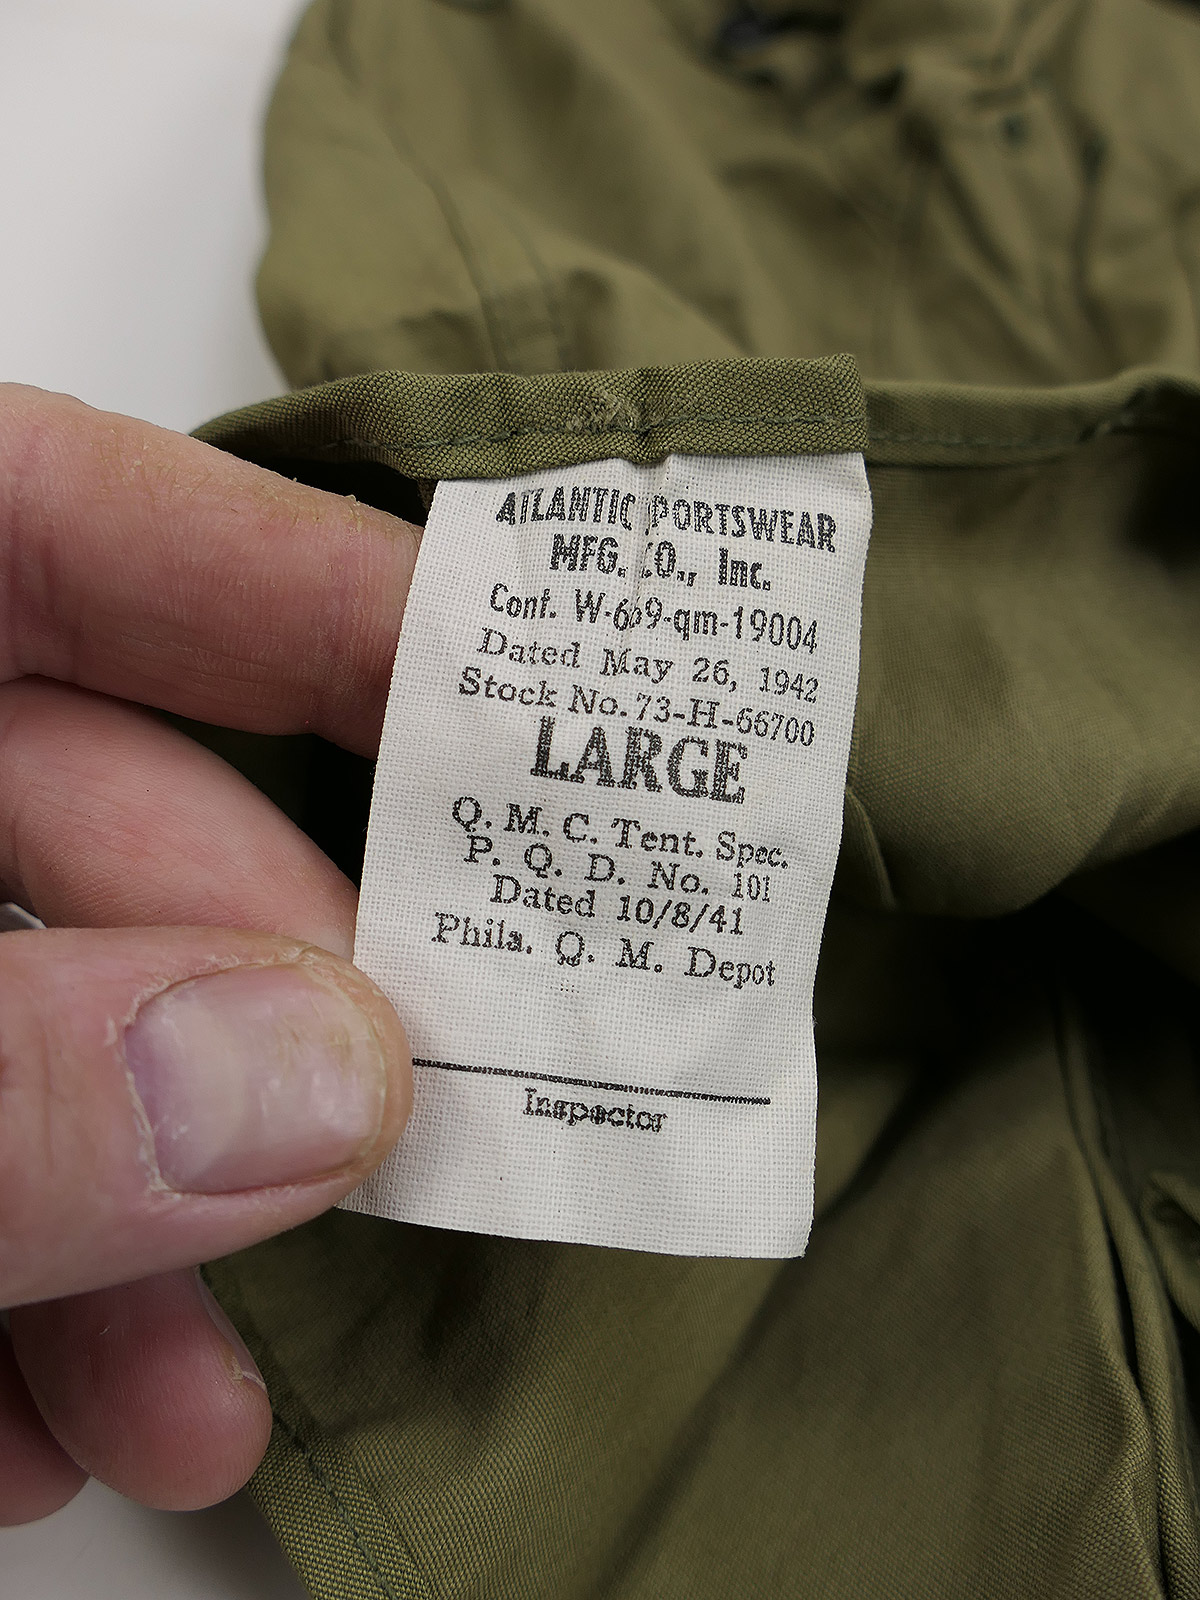 ATLANTIC SPORTSWEAR
MFG. CO., Inc.
Cont. W-669-qm-19004
Dated May 26, 1942
Stock No. 73-H-66700
LARGE
Q. M. C. Tent. Spec.
P. Q. D. No. 101
Dated 10/8/41
Phila. Q. M. Depot
Inspector